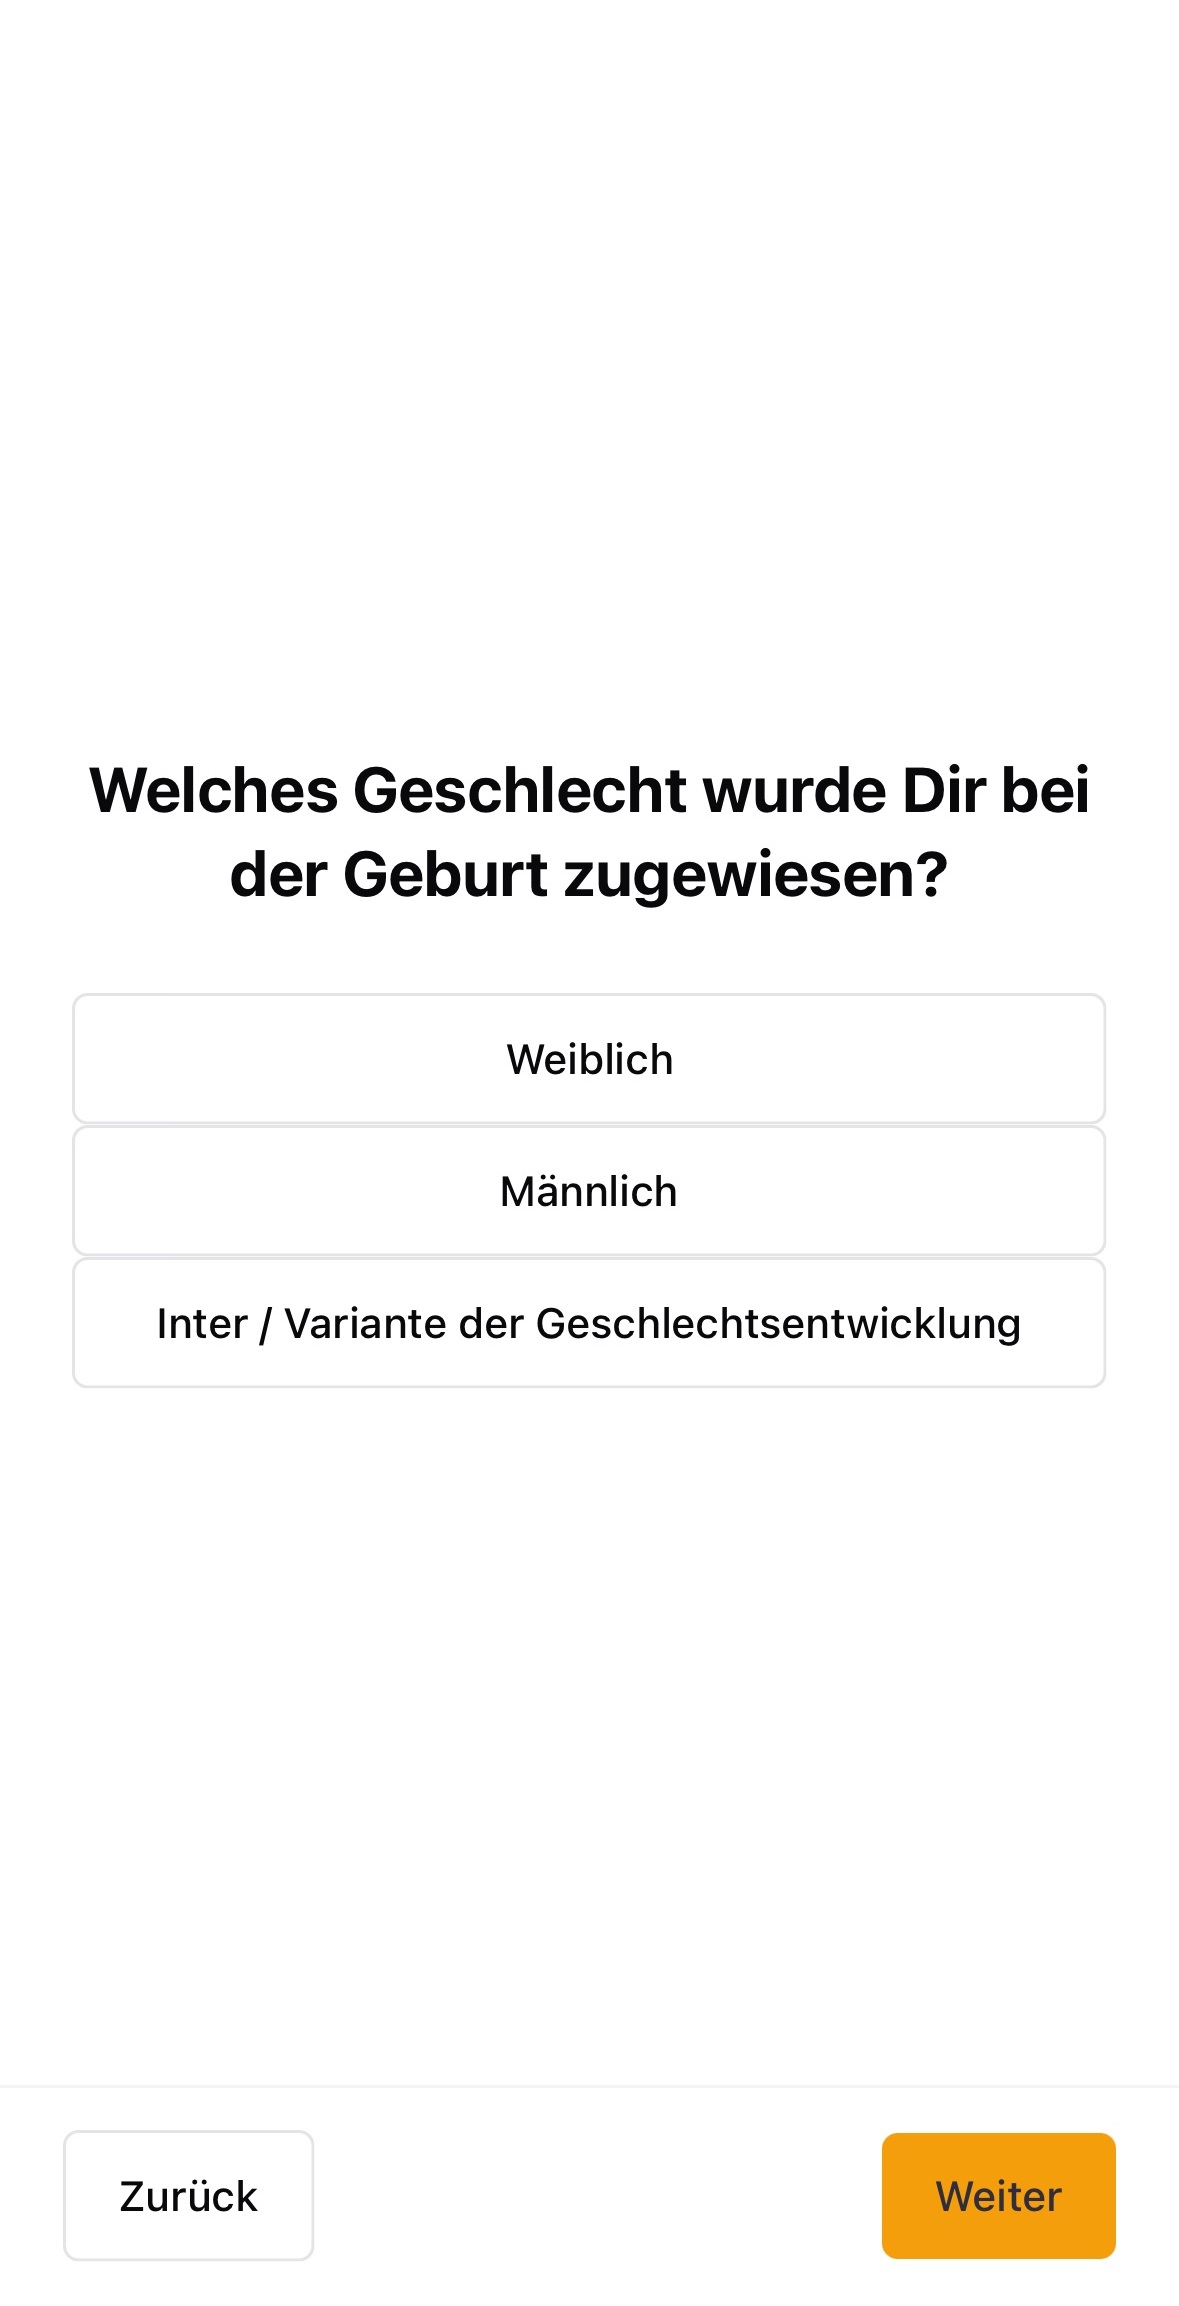 Welches Geschlecht wurde Dir bei
der Geburt zugewiesen?
Weiblich
Männlich
Inter / Variante der Geschlechtsentwicklung
Zurück
Weiter